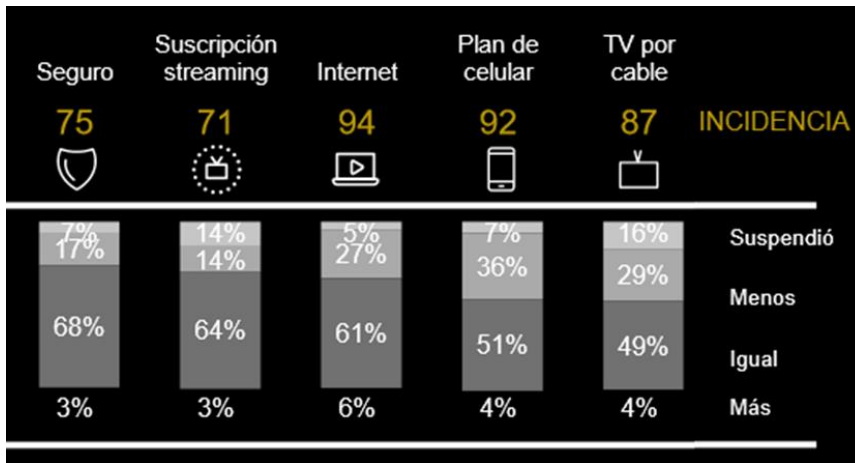 Seguro
Suscripción
streaming
Internet
Plan de
celular
TV por
cable
75 71 94 92 87 INCIDENCIA
7% 14% 5% 7% 16% Suspendió
17% 14% 27% 36% 29% Menos
68% 64% 61% 51% 49% Igual
3% 3% 6% 4% 4% Más